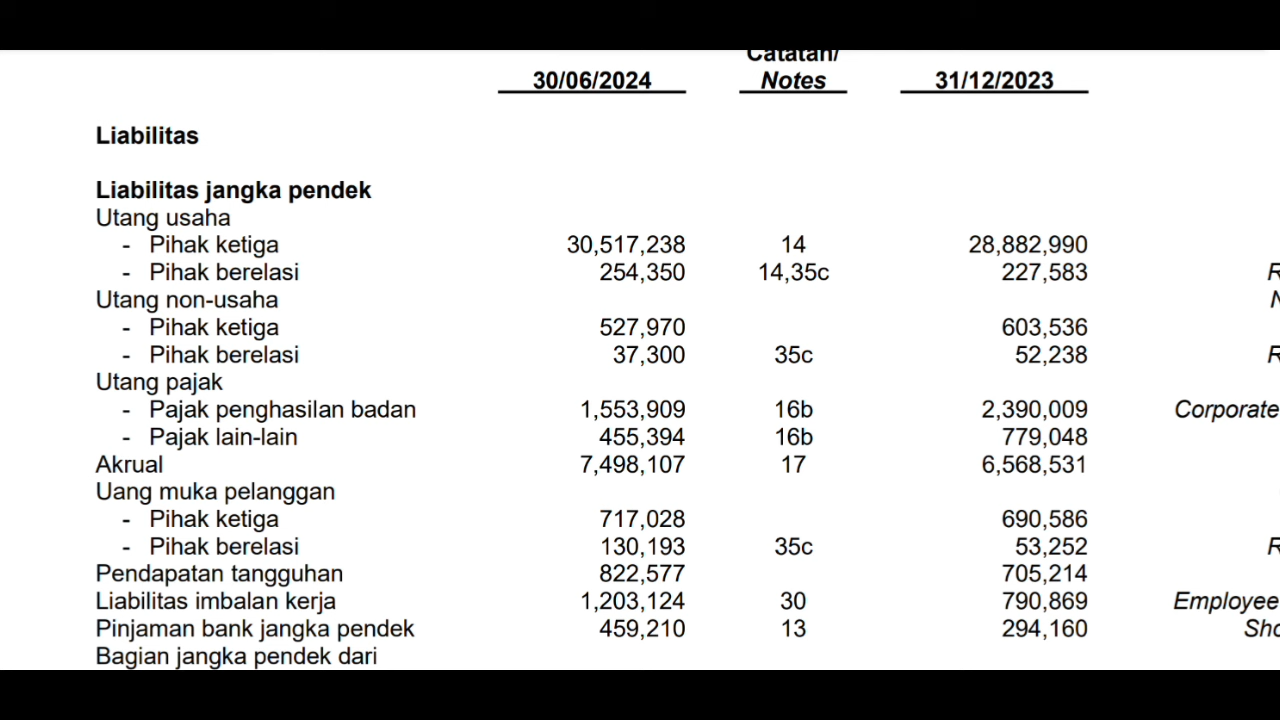 Catatan/
30/06/2024 Notes 31/12/2023
Liabilitas
Liabilitas jangka pendek
Utang usaha
- Pihak ketiga 30,517,238 14 28,882,990
- Pihak berelasi 254,350 14,35c 227,583 R
Utang non-usaha N
- Pihak ketiga 527,970 603,536
- Pihak berelasi 37,300 35c 52,238 R
Utang pajak
- Pajak penghasilan badan 1,553,909 16b 2,390,009 Corporate
- Pajak lain-lain 455,394 16b 779,048
Akrual 7,498,107 17 6,568,531
Uang muka pelanggan
- Pihak ketiga 717,028 690,586
- Pihak berelasi 130,193 35c 53,252 R
Pendapatan tangguhan 822,577 705,214
Liabilitas imbalan kerja 1,203,124 30 790,869 Employee
Pinjaman bank jangka pendek 459,210 13 294,160 Sho
Bagian jangka pendek dari